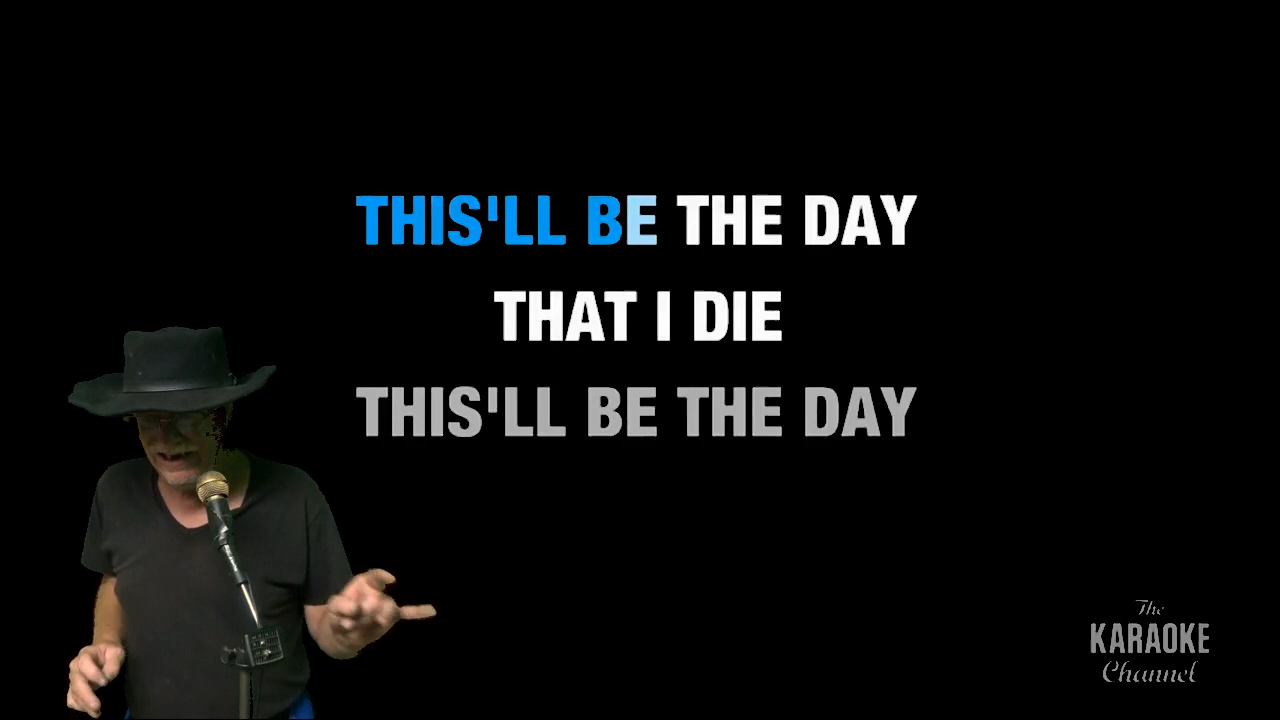 THIS'LL BE THE DAY
THAT I DIE
THIS'LL BE THE DAY
The
KARAOKE
Channel